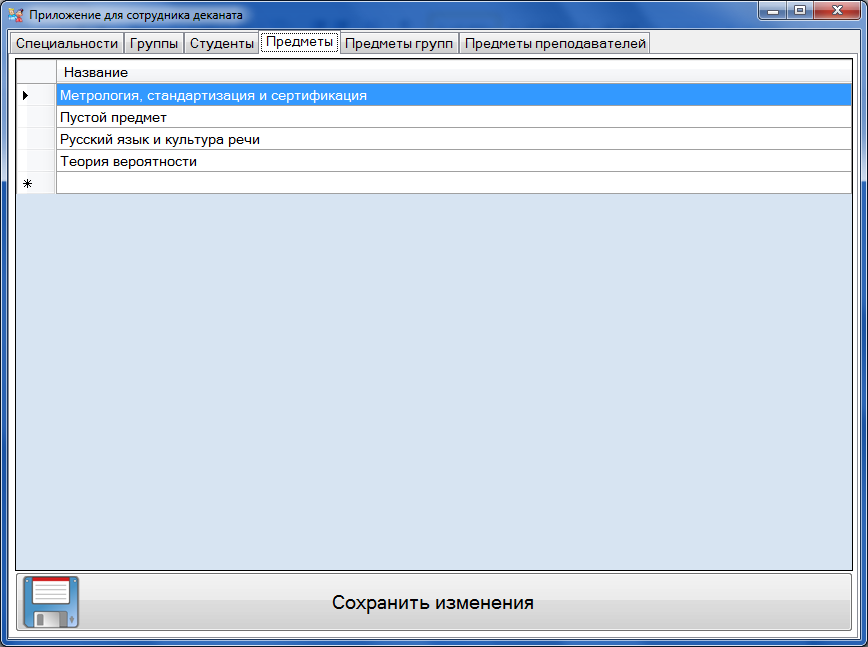 Приложение для сотрудника деканата
Специальности Группы Студенты Предметы Предметы групп Предметы преподавателей
Название
Метрология, стандартизация и сертификация
Пустой предмет
Русский язык и культура речи
Теория вероятности
Сохранить изменения